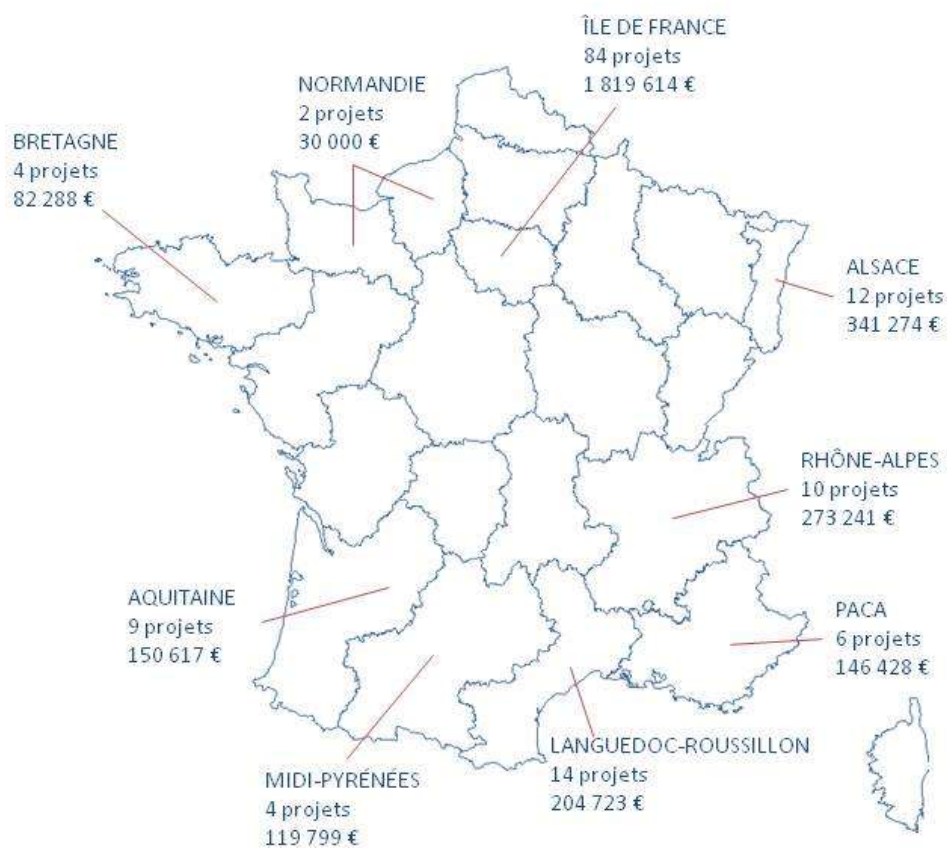 ÎLE DE FRANCE
84 projets
1 819 614 €
NORMANDIE
2 projets
30 000 €
BRETAGNE
4 projets
82 288 €
ALSACE
12 projets
341 274 €
RHÔNE-ALPES
10 projets
273 241 €
AQUITAINE
9 projets
150 617 €
PACA
6 projets
146 428 €
LANGUEDOC-ROUSSILLON
14 projets
204 723 €
MIDI-PYRÉNÉES
4 projets
119 799 €